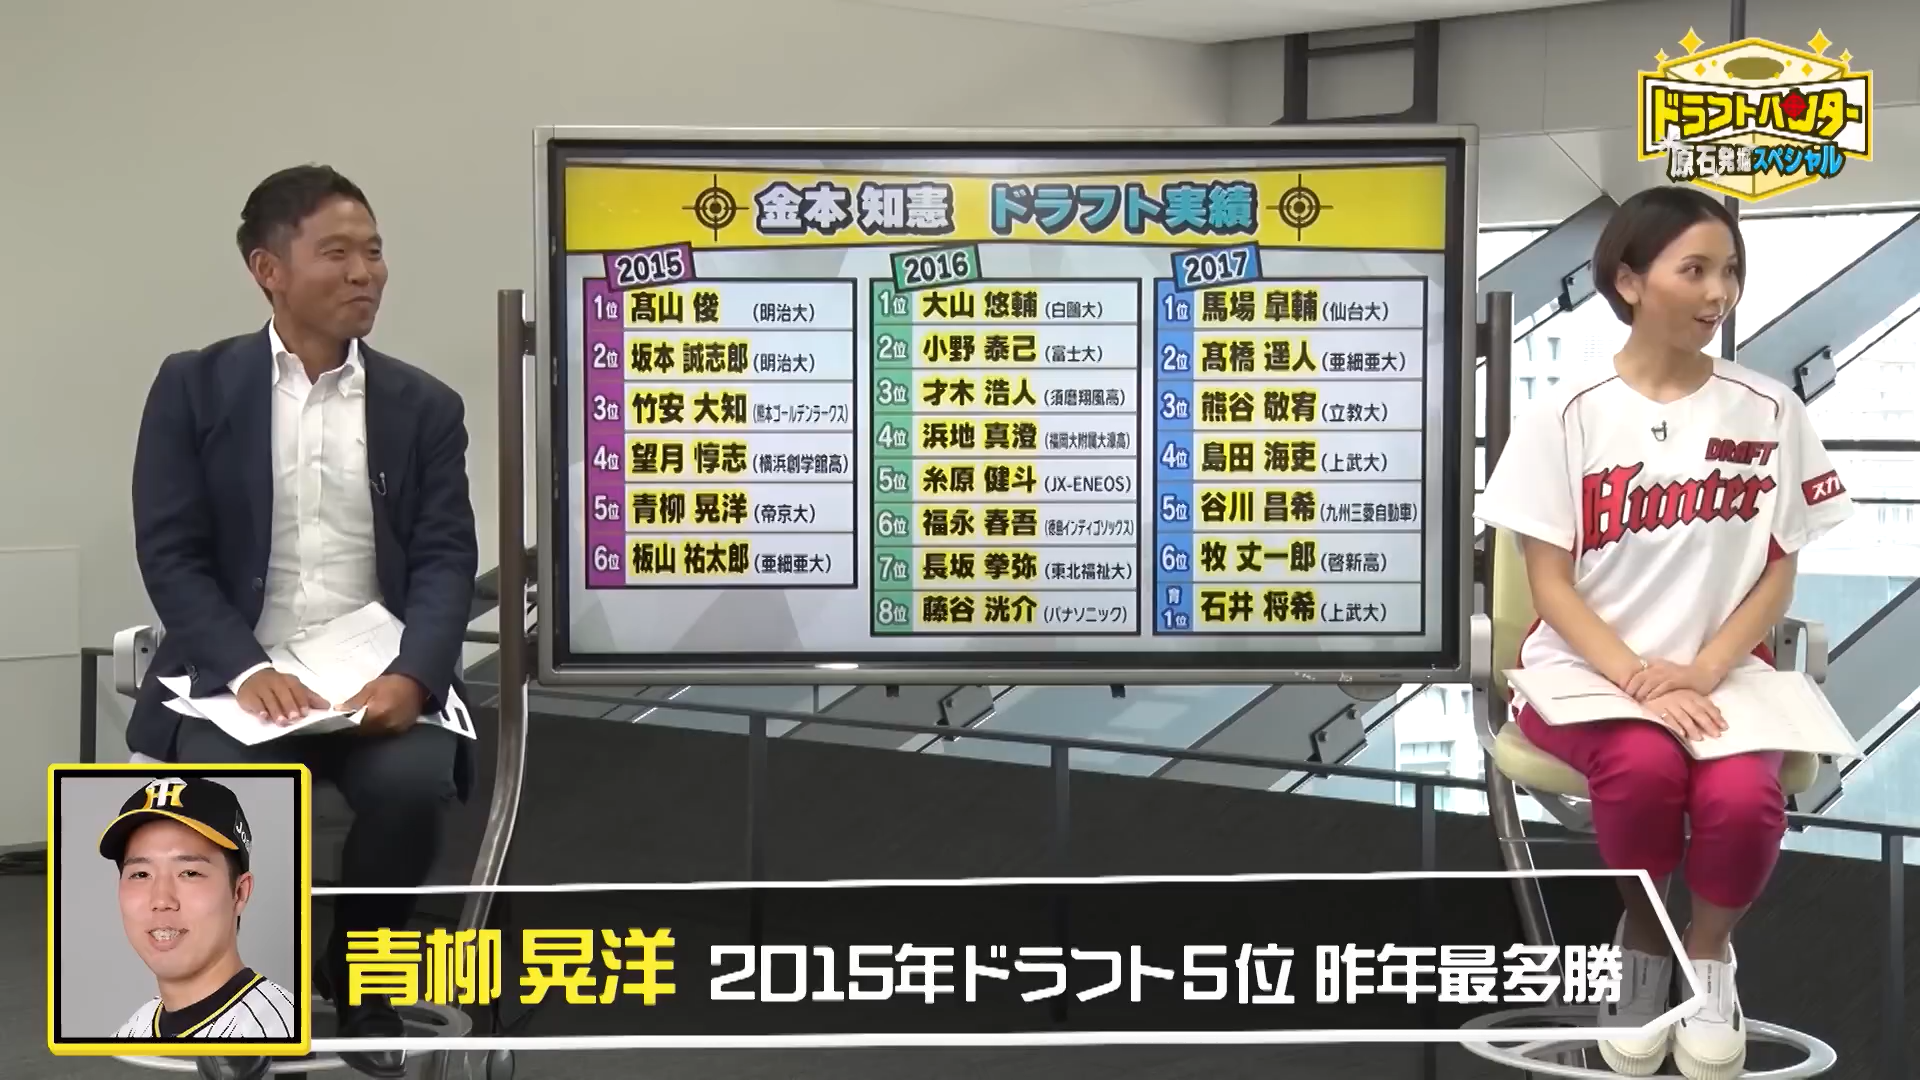 ドラフトハンター
原石発掘スペシャル
金本 知憲 ドラフト実績
2015
1位 髙山 俊 (明治大)
2位 坂本 誠志郎 (明治大)
3位 竹安 大知 (熊本ゴールデンラークス)
4位 望月 惇志 (横浜創学館高)
5位 青柳 晃洋 (帝京大)
6位 板山 祐太郎 (亜細亜大)
2016
1位 大山 悠輔 (白鷗大)
2位 小野 泰己 (富士大)
3位 才木 浩人 (須磨翔風高)
4位 浜地 真澄 (福岡大附属大濠高)
5位 糸原 健斗 (JX-ENEOS)
6位 福永 春吾 (徳島インディゴソックス)
7位 長坂 拳弥 (東北福祉大)
8位 藤谷 洸介 (パナソニック)
2017
1位 馬場 皐輔 (仙台大)
2位 髙橋 遥人 (亜細亜大)
3位 熊谷 敬宥 (立教大)
4位 島田 海吏 (上武大)
5位 谷川 昌希 (九州三菱自動車)
6位 牧 丈一郎 (啓新高)
育1位 石井 将希 (上武大)
DRAFT
Hunter
スカ
青柳 晃洋 2015年ドラフト5位 昨年最多勝